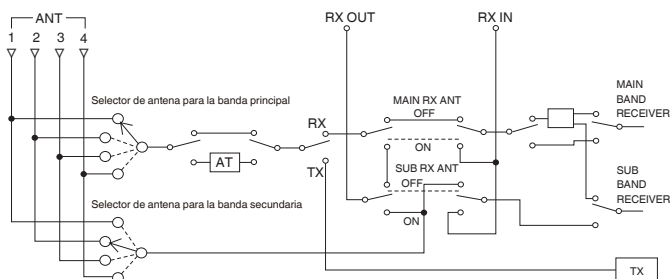 ANT
1 2 3 4
RX OUT
RX IN
Selector de antena para la banda principal
AT
RX
TX
MAIN RX ANT
OFF
ON
SUB RX ANT
OFF
ON
MAIN
BAND
RECEIVER
SUB
BAND
RECEIVER
Selector de antena para la banda secundaria
TX